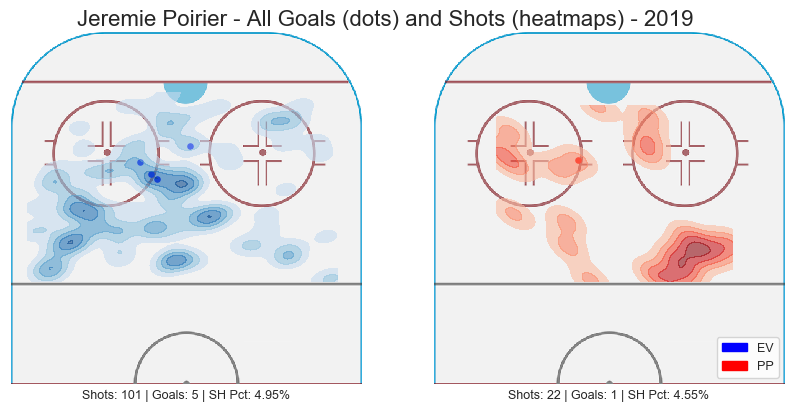 Jeremie Poirier - All Goals (dots) and Shots (heatmaps) - 2019
EV
PP
Shots: 101 | Goals: 5 | SH Pct: 4.95%
Shots: 22 | Goals: 1 | SH Pct: 4.55%